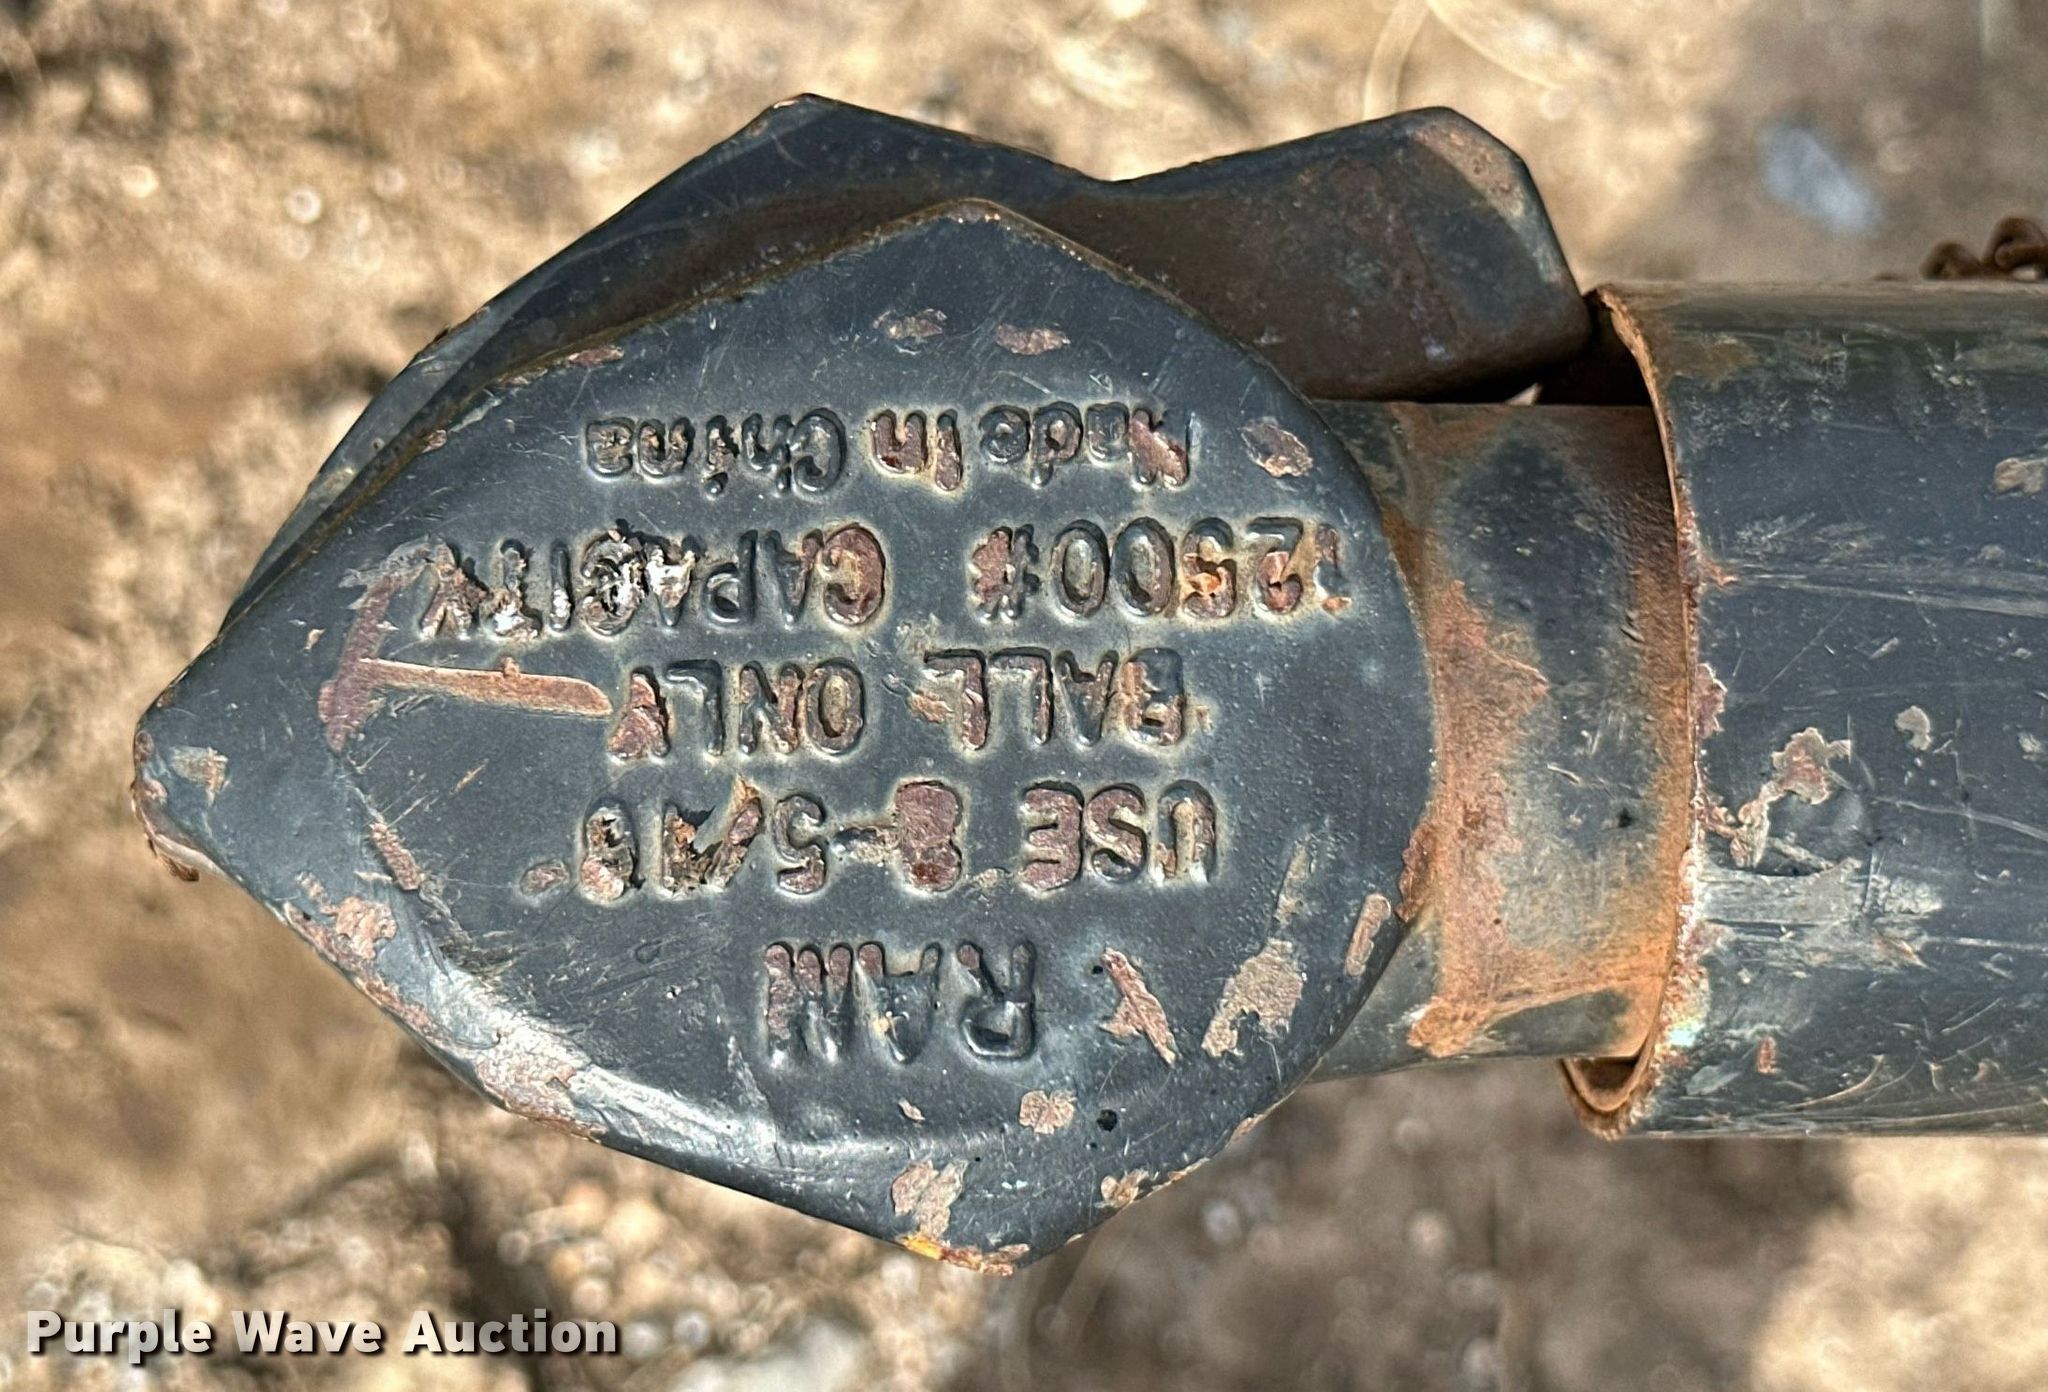 RAM
USE 2-5/16
BALL ONLY
12500# CAPACITY
Made In China
Purple Wave Auction